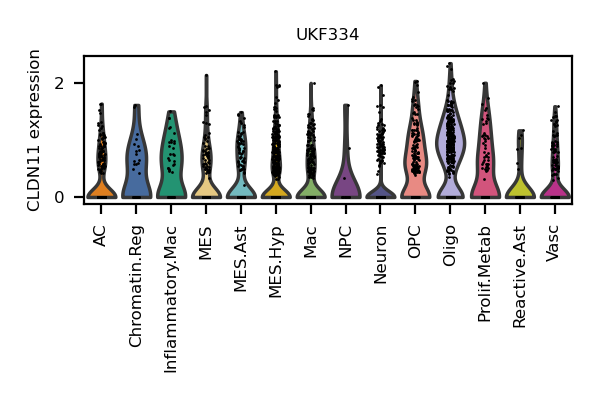 UKF334
CLDN11 expression
2
0
AC
Chromatin.Reg
Inflammatory.Mac
MES
MES.Ast
MES.Hyp
Mac
NPC
Neuron
OPC
Oligo
Prolif.Metab
Reactive.Ast
Vasc